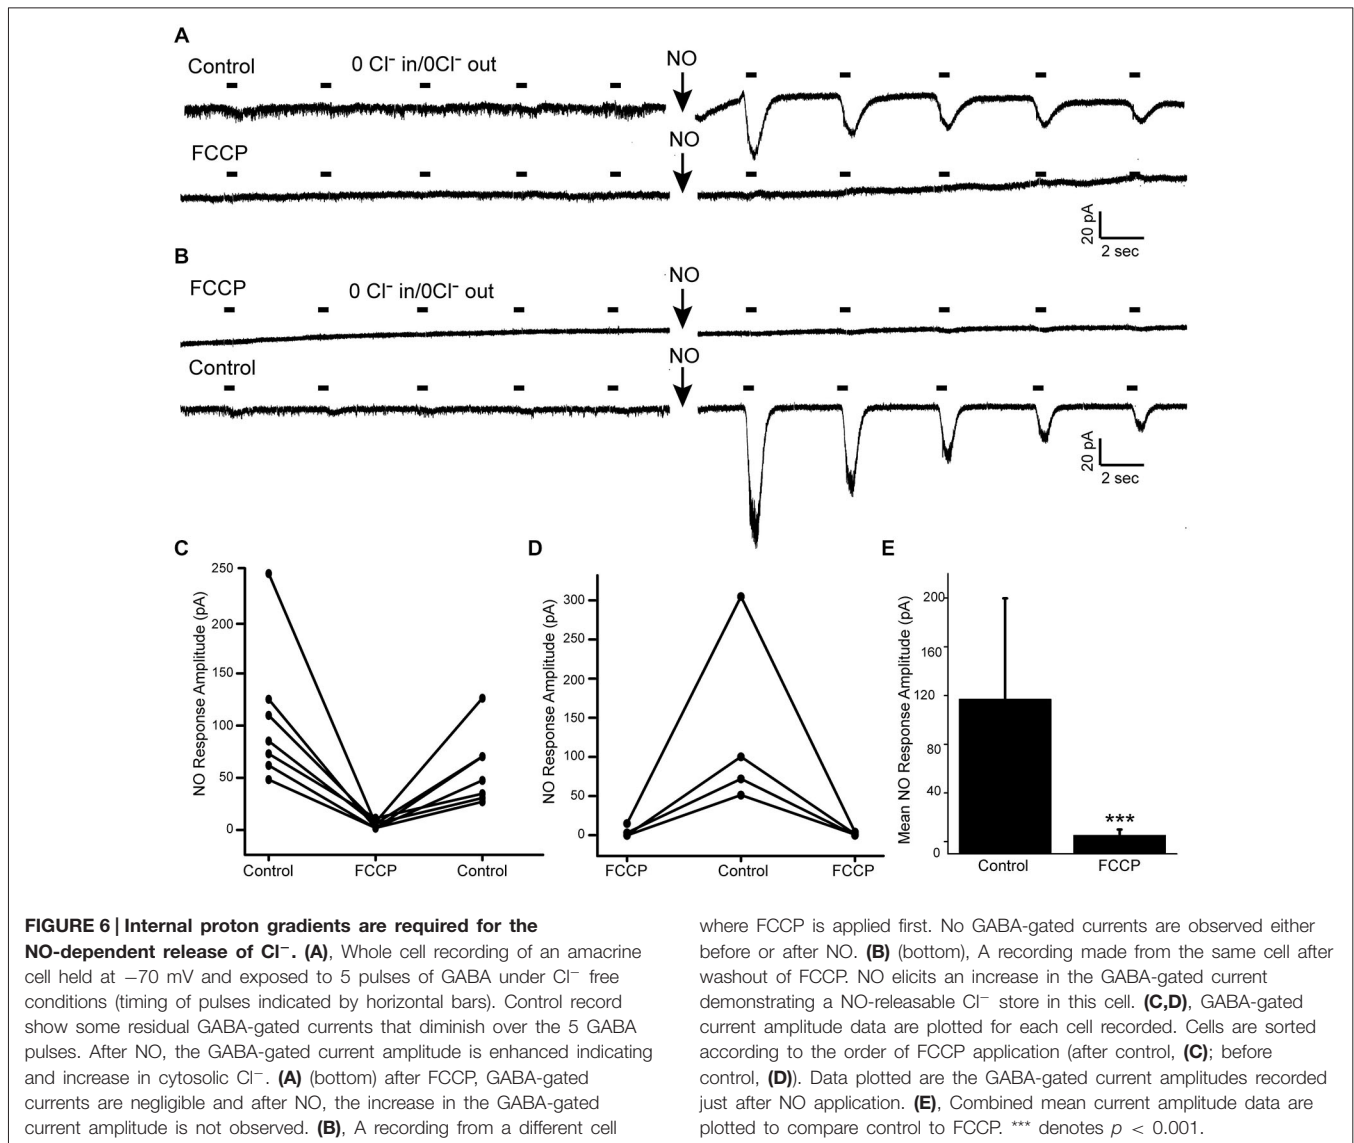 A
Control
0 Cl⁻ in/0Cl⁻ out
NO
FCCP
NO
20 pA
2 sec
B
FCCP
0 Cl⁻ in/0Cl⁻ out
NO
Control
NO
20 pA
2 sec
C
NO Response Amplitude (pA)
250
200
150
100
50
0
Control
FCCP
Control
D
NO Response Amplitude (pA)
300
250
200
150
100
50
0
FCCP
Control
FCCP
E
Mean NO Response Amplitude (pA)
200
160
120
80
40
0
***
Control
FCCP
FIGURE 6 | Internal proton gradients are required for the
NO-dependent release of Cl⁻. (A), Whole cell recording of an amacrine
cell held at −70 mV and exposed to 5 pulses of GABA under Cl⁻ free
conditions (timing of pulses indicated by horizontal bars). Control record
show some residual GABA-gated currents that diminish over the 5 GABA
pulses. After NO, the GABA-gated current amplitude is enhanced indicating
and increase in cytosolic Cl⁻. (A) (bottom) after FCCP, GABA-gated
currents are negligible and after NO, the increase in the GABA-gated
current amplitude is not observed. (B), A recording from a different cell
where FCCP is applied first. No GABA-gated currents are observed either
before or after NO. (B) (bottom), A recording made from the same cell after
washout of FCCP. NO elicits an increase in the GABA-gated current
demonstrating a NO-releasable Cl⁻ store in this cell. (C,D), GABA-gated
current amplitude data are plotted for each cell recorded. Cells are sorted
according to the order of FCCP application (after control, (C); before
control, (D)). Data plotted are the GABA-gated current amplitudes recorded
just after NO application. (E), Combined mean current amplitude data are
plotted to compare control to FCCP. *** denotes p < 0.001.